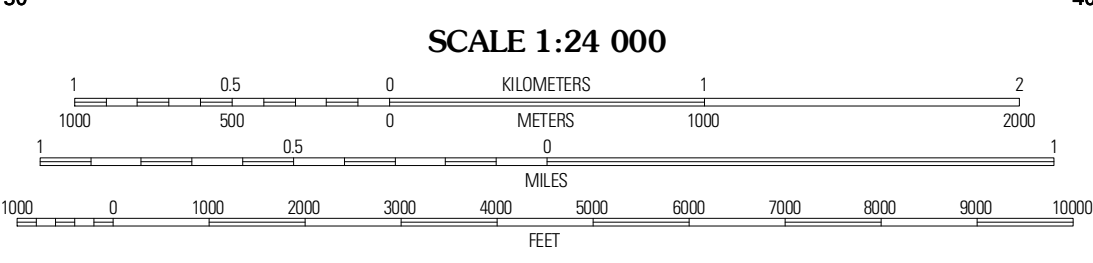 SCALE 1:24 000
1 0.5 0 KILOMETERS 1 2
1000 500 0 METERS 1000 2000
1 0.5 0 1
MILES
1000 0 1000 2000 3000 4000 5000 6000 7000 8000 9000 10000
FEET